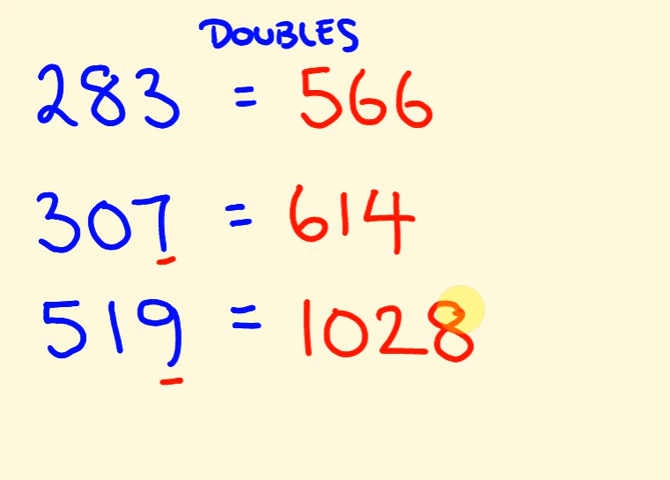 DOUBLES
283 = 566
307 = 614
519 = 1028